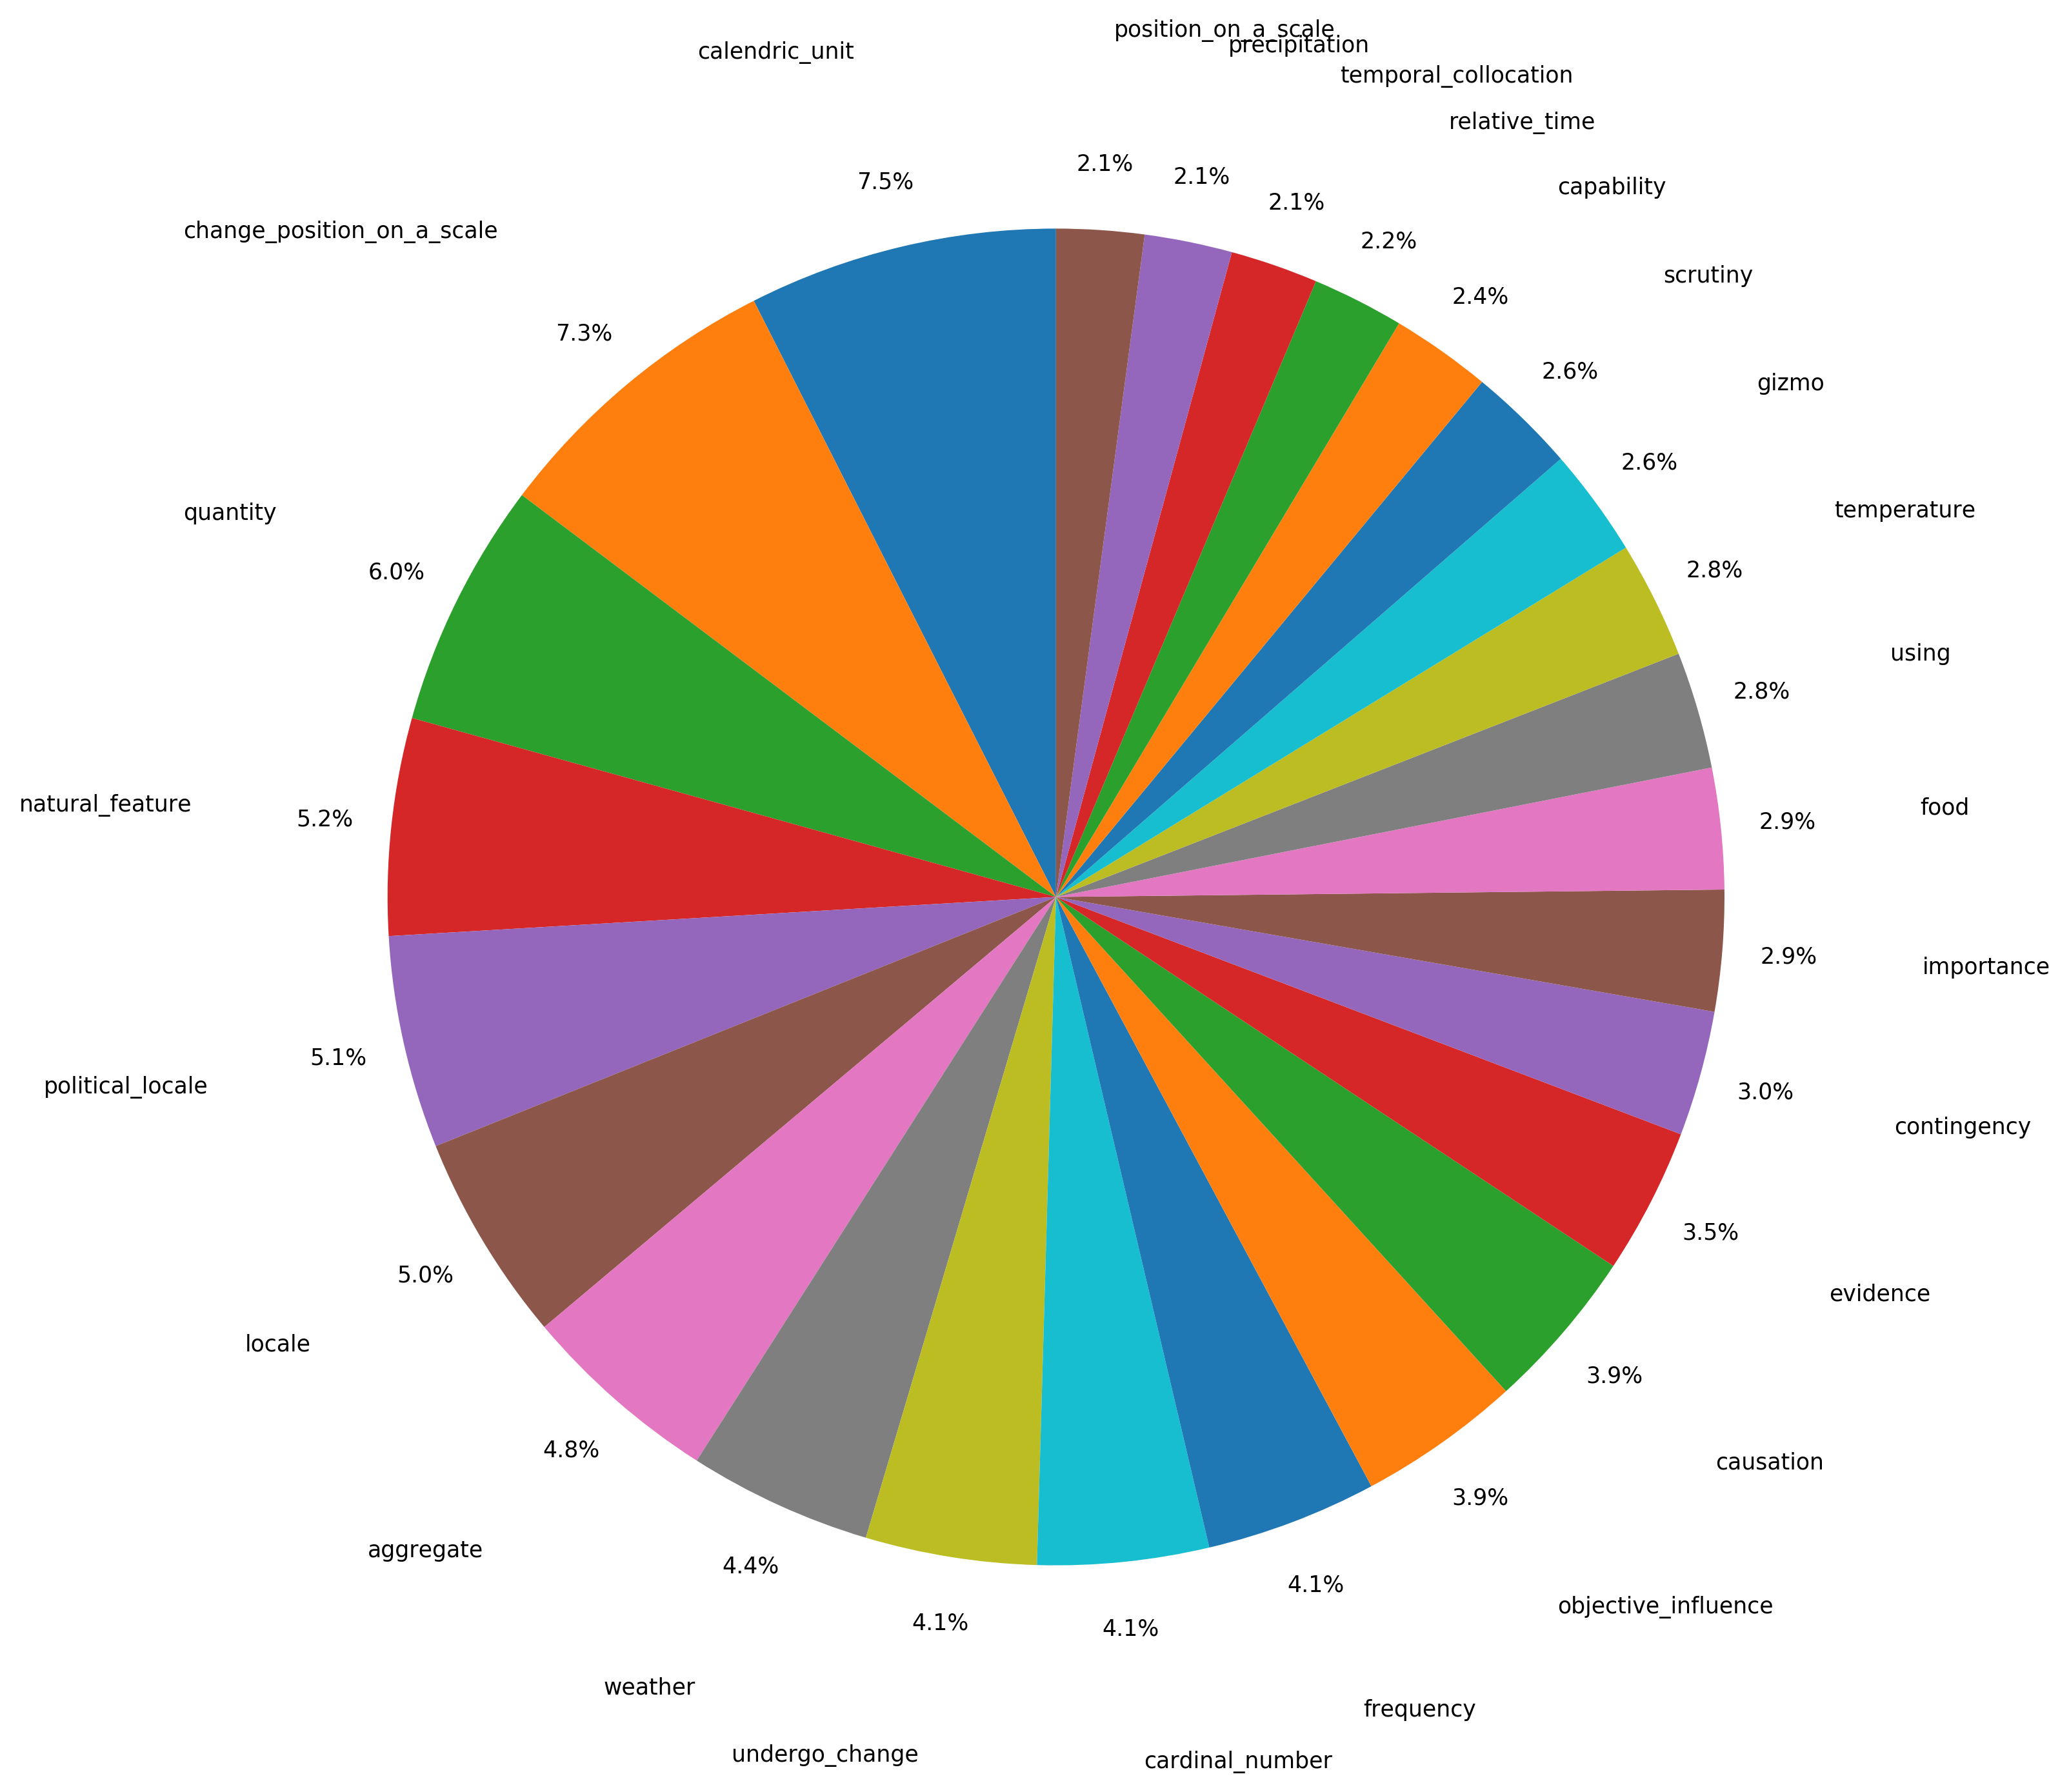 position_on_a_scale
precipitation
calendric_unit
temporal_collocation
relative_time
2.1%
2.1%
7.5%
capability
2.1%
change_position_on_a_scale
2.2%
scrutiny
2.4%
7.3%
2.6%
gizmo
2.6%
temperature
quantity
6.0%
2.8%
using
2.8%
natural_feature
5.2%
2.9%
food
2.9%
importance
political_locale
5.1%
3.0%
contingency
3.5%
5.0%
evidence
locale
3.9%
4.8%
causation
3.9%
aggregate
4.4%
4.1%
objective_influence
4.1%
4.1%
weather
frequency
undergo_change
cardinal_number